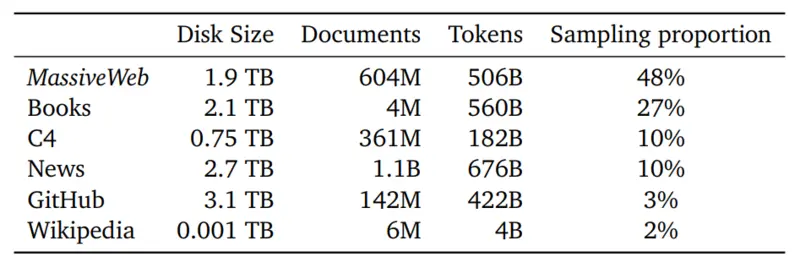 Disk Size Documents Tokens Sampling proportion
MassiveWeb 1.9 TB 604M 506B 48%
Books 2.1 TB 4M 560B 27%
C4 0.75 TB 361M 182B 10%
News 2.7 TB 1.1B 676B 10%
GitHub 3.1 TB 142M 422B 3%
Wikipedia 0.001 TB 6M 4B 2%